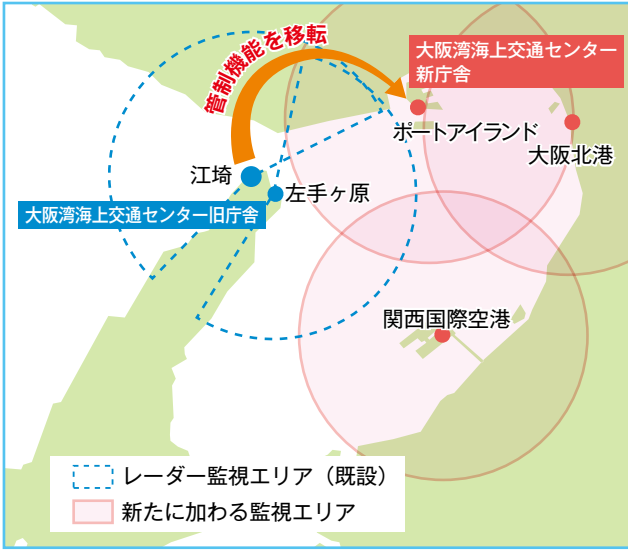 管制機能を移転
大阪湾海上交通センター
新庁舎
ポートアイランド
大阪北港
江埼
左手ヶ原
大阪湾海上交通センター旧庁舎
関西国際空港
レーダー監視エリア（既設）
新たに加わる監視エリア